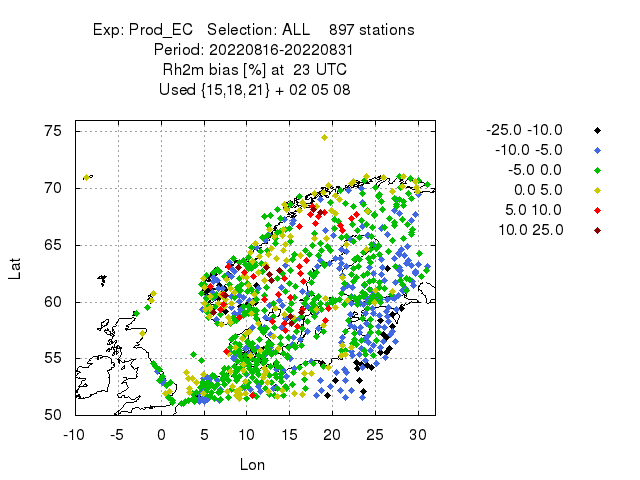 Exp: Prod_EC   Selection: ALL    897 stations
Period: 20220816-20220831
Rh2m bias [%] at  23 UTC
Used {15,18,21} + 02 05 08
-25.0 -10.0
-10.0 -5.0
-5.0 0.0
0.0 5.0
5.0 10.0
10.0 25.0
75
70
65
60
55
50
Lat
-10 -5 0 5 10 15 20 25 30
Lon